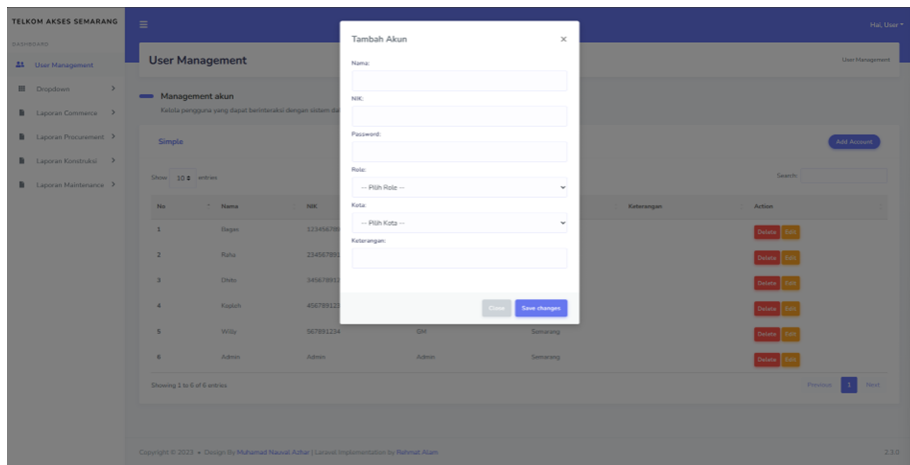 TELKOM AKSES SEMARANG
Hai, User
DASHBOARD
User Management
Dropdown
Laporan Commerce
Laporan Procurement
Laporan Konstruksi
Laporan Maintenance
User Management
User Management
Management akun
Kelola pengguna yang dapat berinteraksi dengan sistem
Simple
Add Account
Show 10 entries
Search:
No Nama NIK Keterangan Action
1 Bagas Delete Edit
2 Delete Edit
3 Delete Edit
4 Delete Edit
5 Willy 567891234 GM Semarang Delete Edit
6 Admin Admin Admin Semarang Delete Edit
Showing 1 to 6 of 6 entries
Previous 1 Next
Copyright © 2023 • Design By Muhamad Nauval Azhar | Laravel Implementation by Rahmat Alam
2.3.0
Tambah Akun
×
Nama:
NIK:
Password:
Role:
-- Pilih Role --
Kota:
-- Pilih Kota --
Keterangan:
Close Save changes